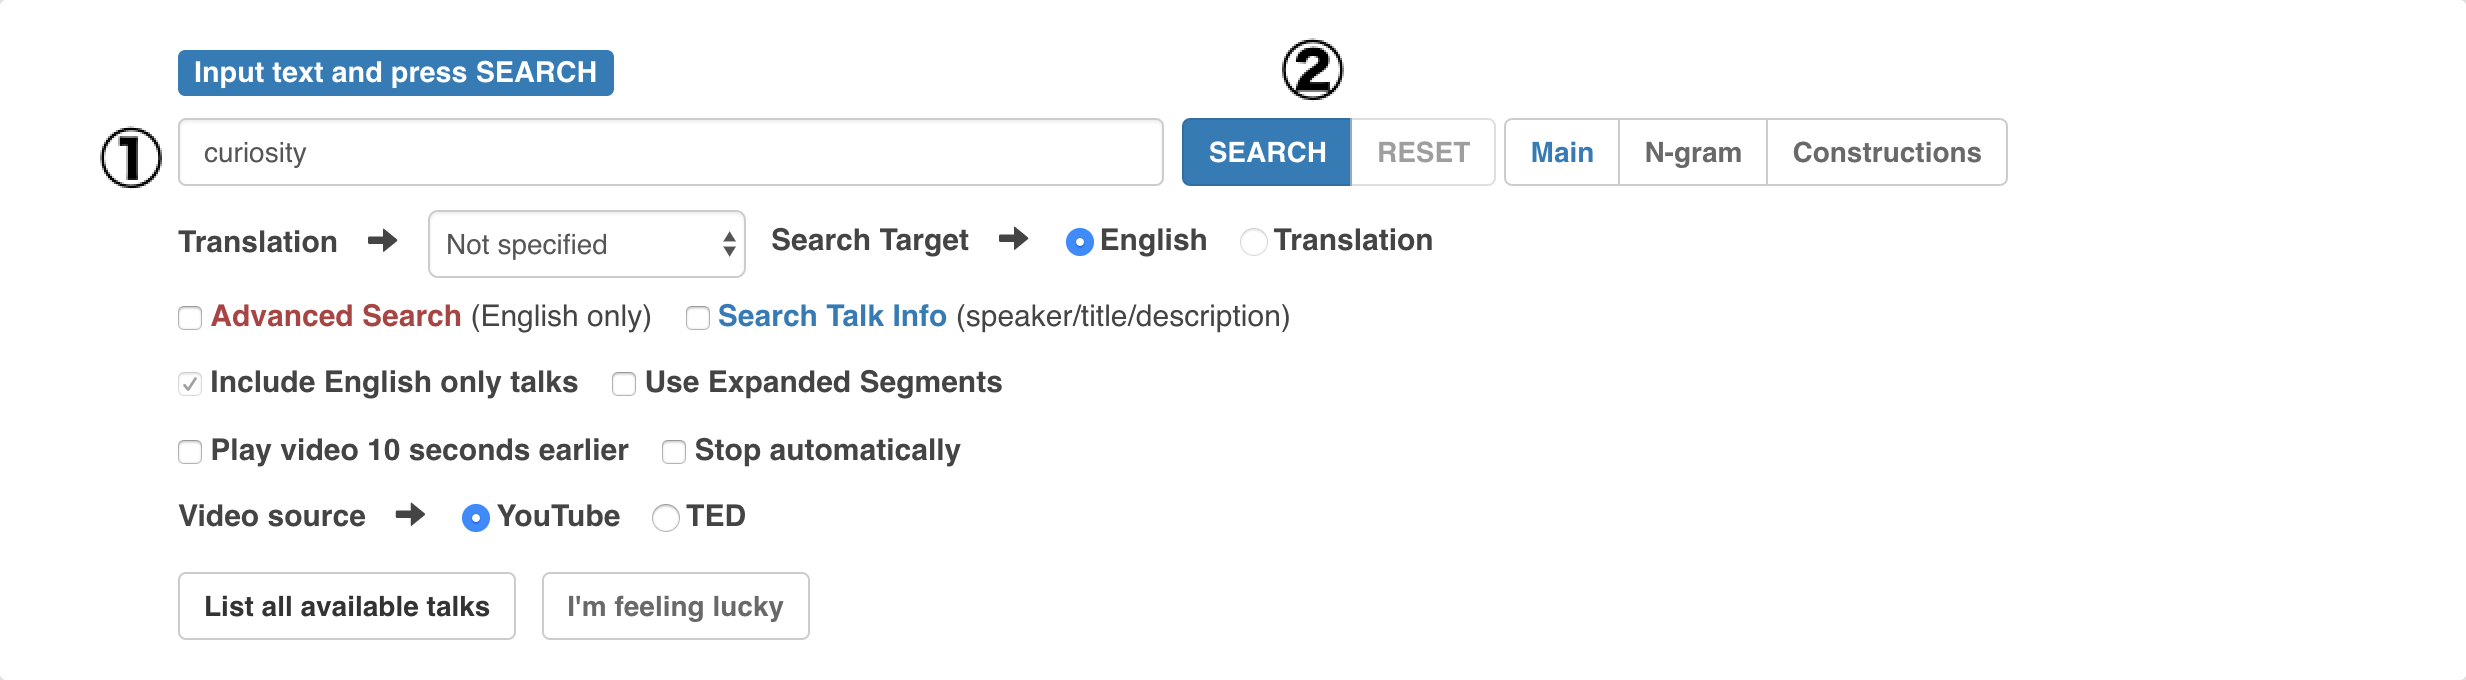 Input text and press SEARCH
②
① curiosity SEARCH RESET Main N-gram Constructions
Translation ➔ Not specified Search Target ➔ English Translation
Advanced Search (English only) Search Talk Info (speaker/title/description)
Include English only talks Use Expanded Segments
Play video 10 seconds earlier Stop automatically
Video source ➔ YouTube TED
List all available talks I'm feeling lucky